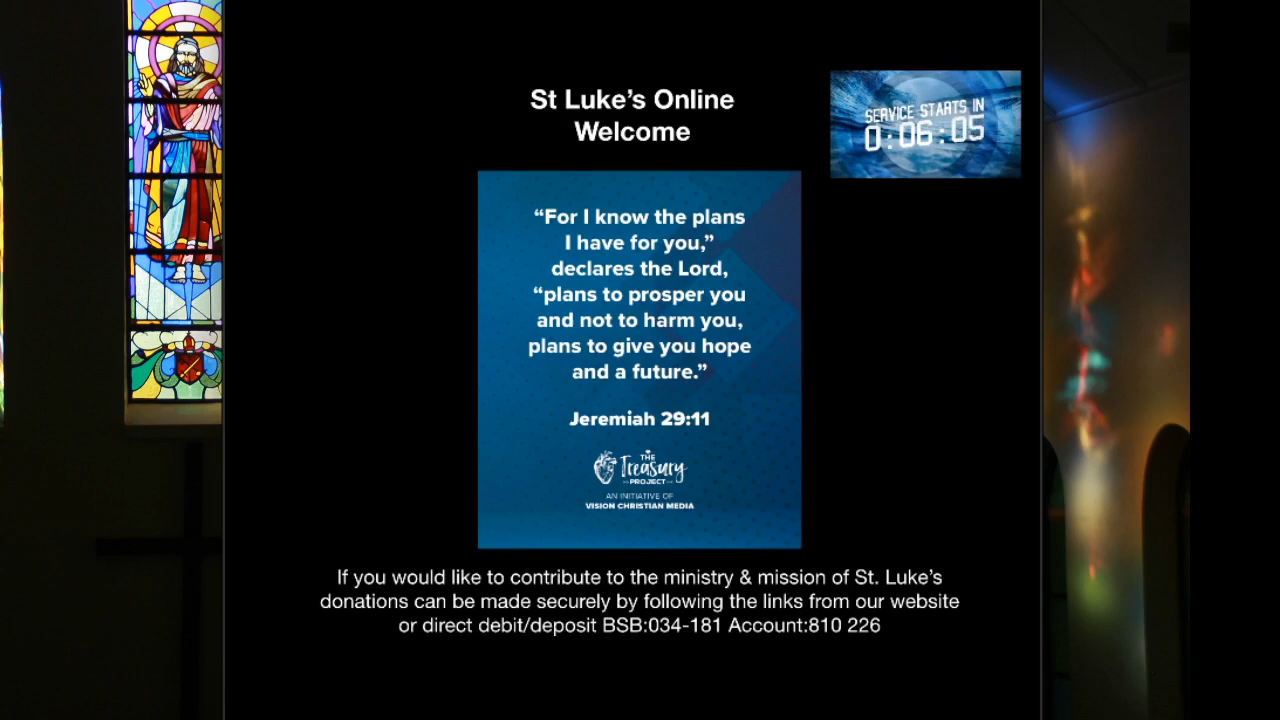 St Luke’s Online
Welcome
SERVICE STARTS IN
0:06:05
“For I know the plans
I have for you,”
declares the Lord,
“plans to prosper you
and not to harm you,
plans to give you hope
and a future.”
Jeremiah 29:11
THE
Treasury
PROJECT
AN INITIATIVE OF
VISION CHRISTIAN MEDIA
If you would like to contribute to the ministry & mission of St. Luke’s
donations can be made securely by following the links from our website
or direct debit/deposit BSB:034-181 Account:810 226